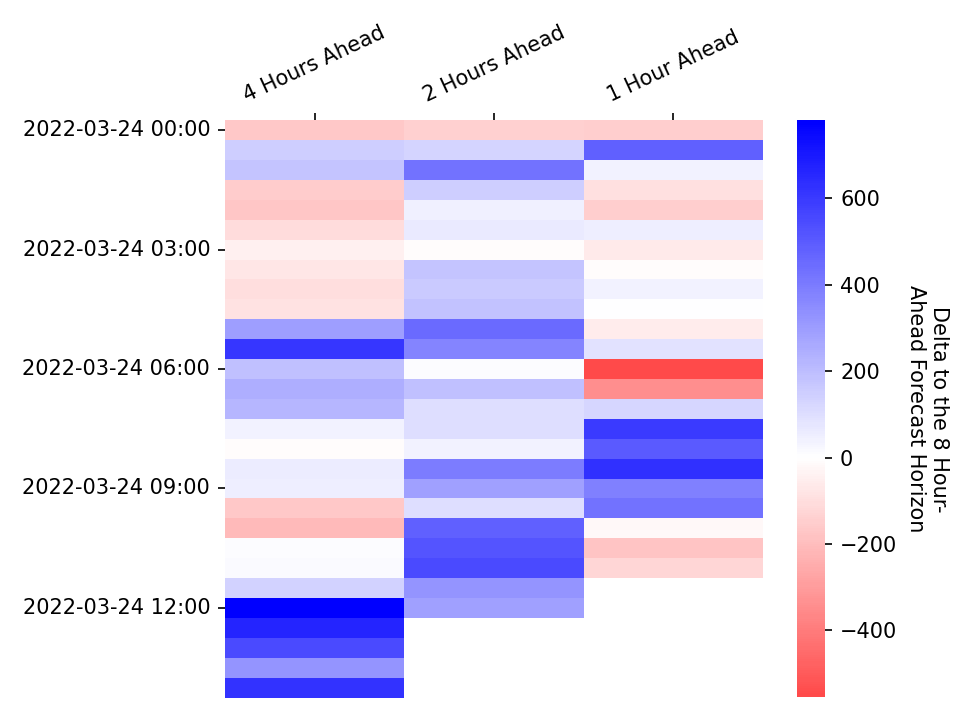 4 Hours Ahead
2 Hours Ahead
1 Hour Ahead
2022-03-24 00:00
2022-03-24 03:00
2022-03-24 06:00
2022-03-24 09:00
2022-03-24 12:00
600
400
200
0
−200
−400
Delta to the 8 Hour-
Ahead Forecast Horizon